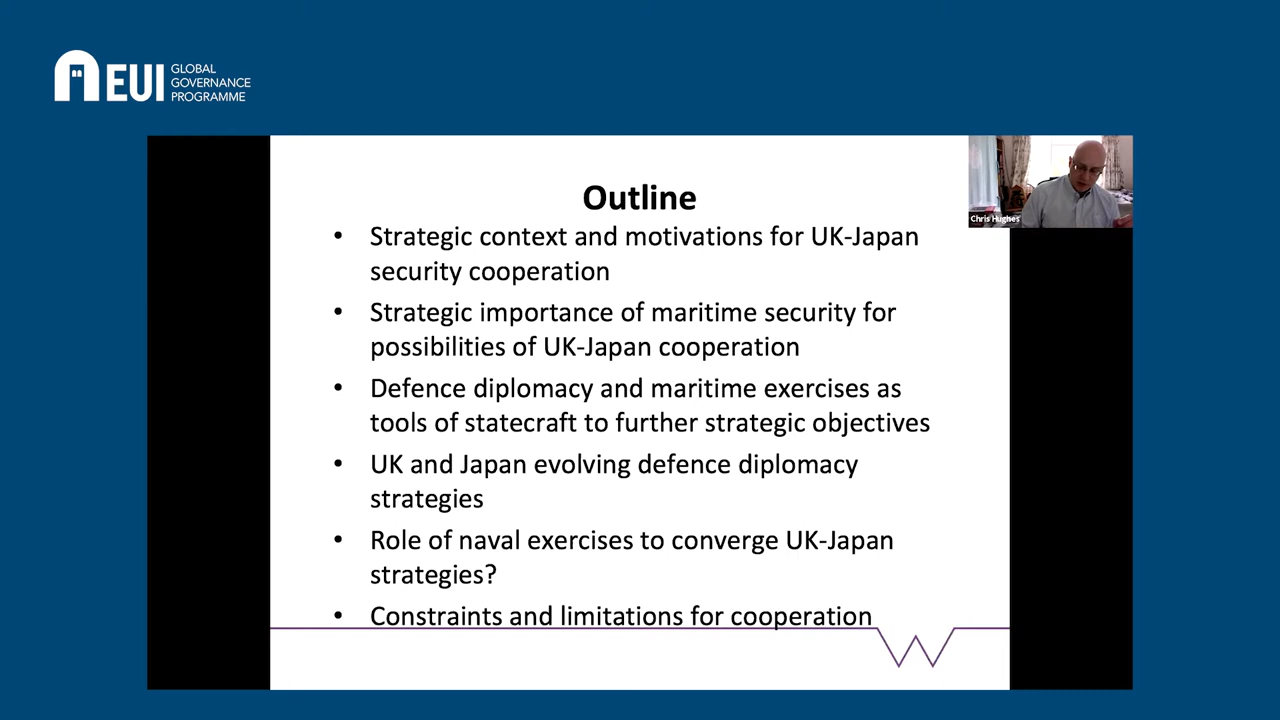 EUI
GLOBAL
GOVERNANCE
PROGRAMME
Outline
Chris Hughes
• Strategic context and motivations for UK-Japan
security cooperation
• Strategic importance of maritime security for
possibilities of UK-Japan cooperation
• Defence diplomacy and maritime exercises as
tools of statecraft to further strategic objectives
• UK and Japan evolving defence diplomacy
strategies
• Role of naval exercises to converge UK-Japan
strategies?
• Constraints and limitations for cooperation